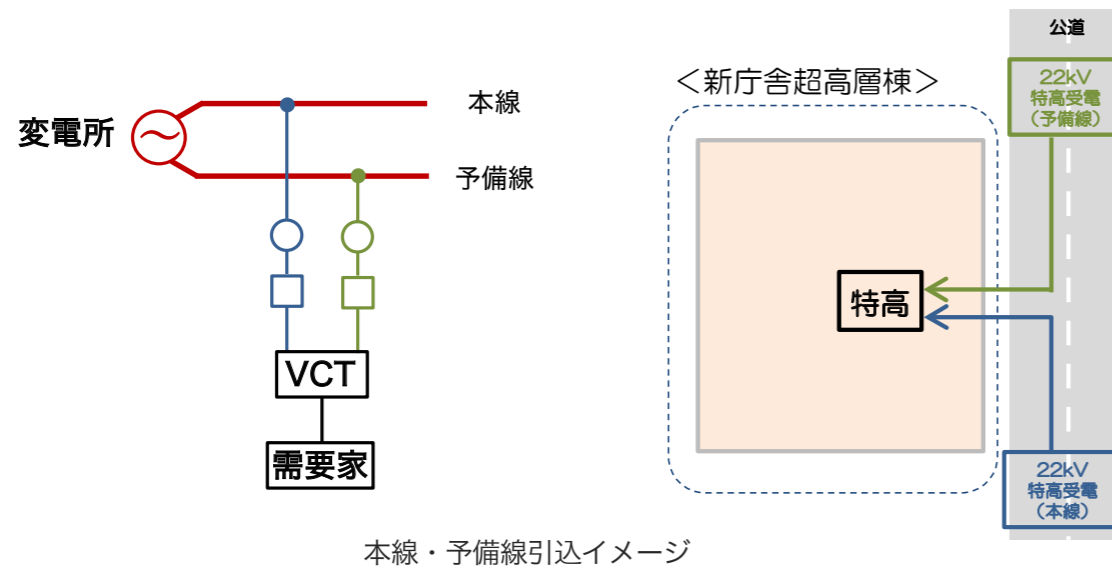 変電所
本線
予備線
VCT
需要家
＜新庁舎超高層棟＞
特高
公道
22kV
特高受電
（予備線）
22kV
特高受電
（本線）
本線・予備線引込イメージ